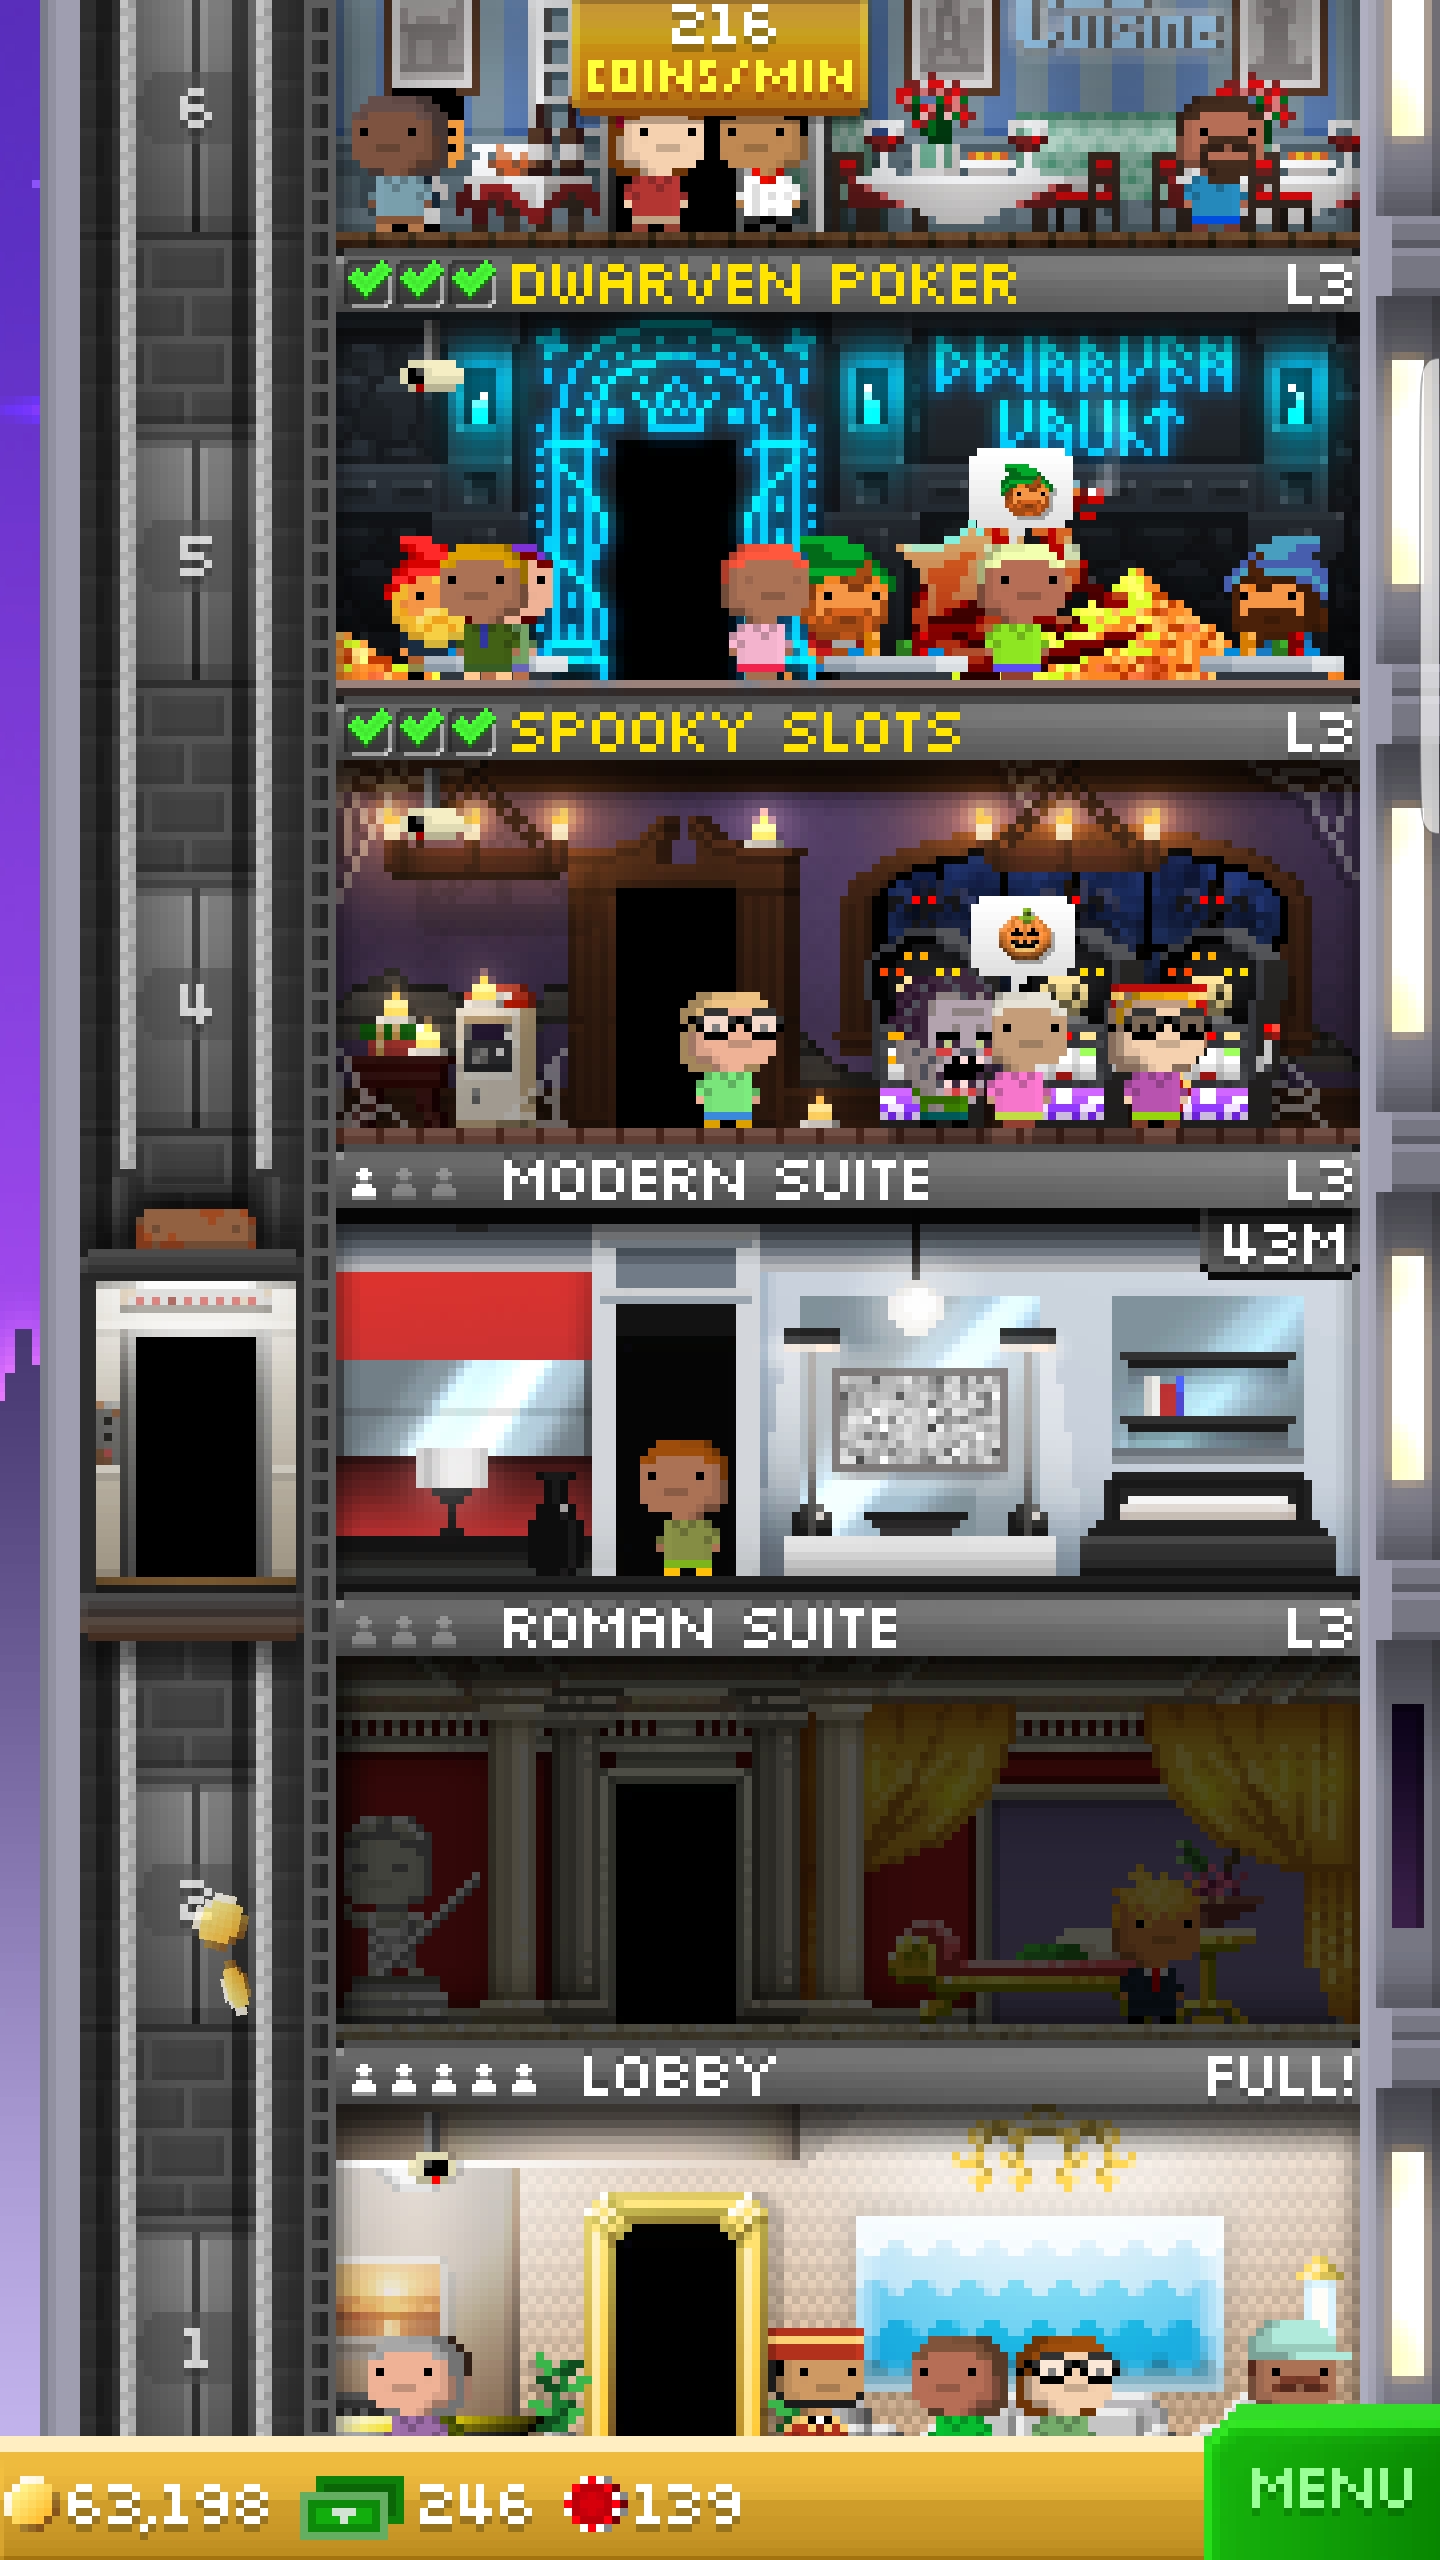 216
COINS/MIN
Cuisine
6
DWARVEN POKER L3
DWARVEN
VAULT
5
SPOOKY SLOTS L3
4
MODERN SUITE L3
43M
ROMAN SUITE L3
2
LOBBY FULL!
1
63,198 246 139
MENU